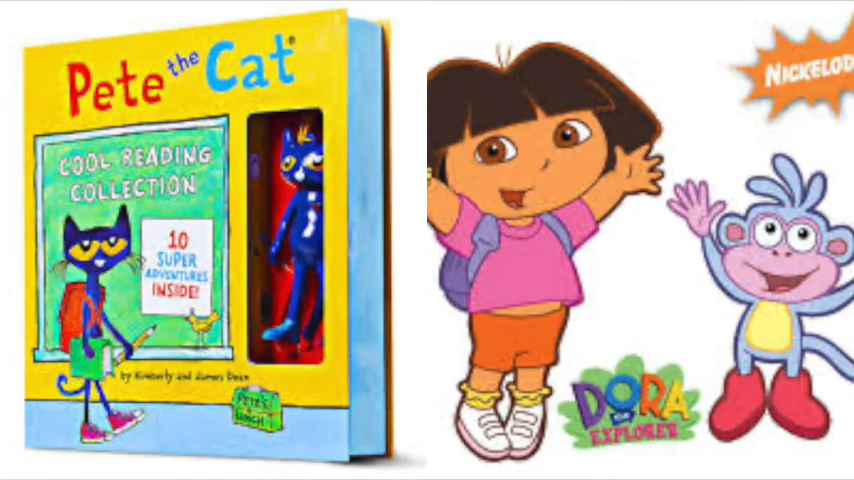 Pete the Cat®
COOL READING
COLLECTION
10
SUPER
ADVENTURES
INSIDE!
by Kimberly and James Dean
PETE'S
LUNCH
NICKELOD
DORA
THE
EXPLORER